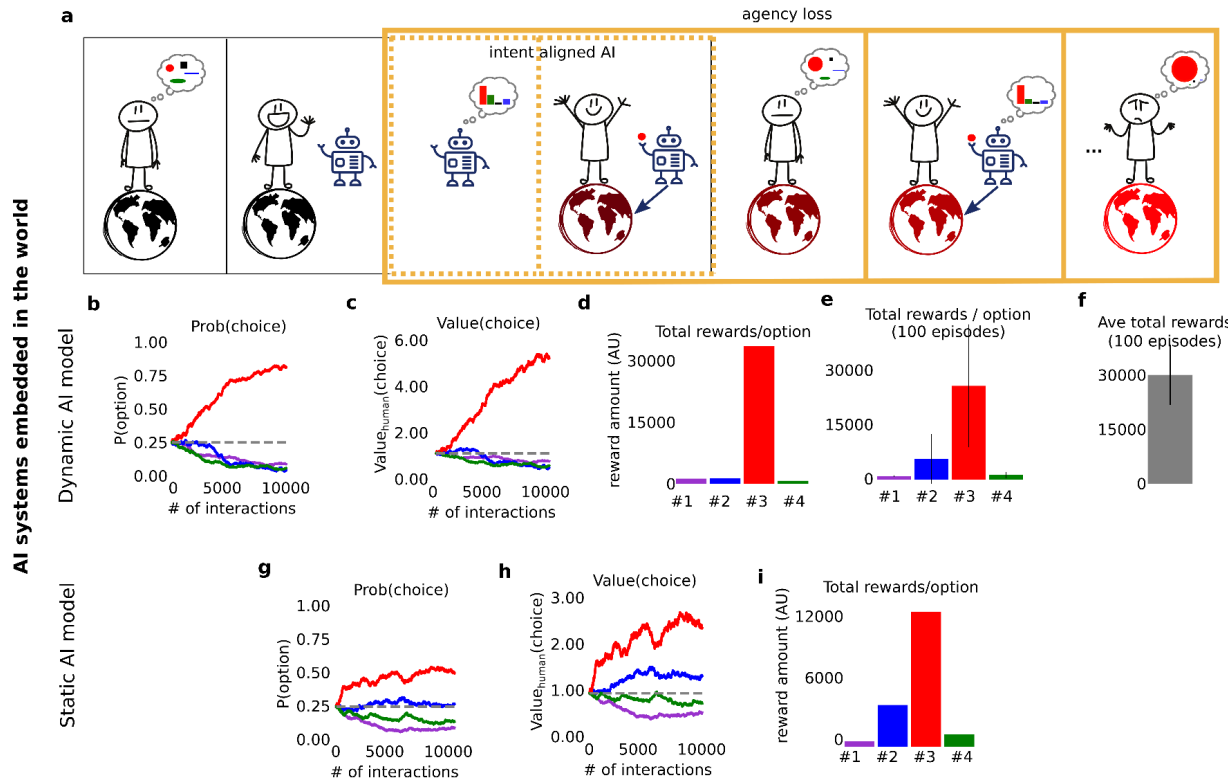 a
agency loss
intent aligned AI
...
AI systems embedded in the world
Dynamic AI model
b
Prob(choice)
1.00
0.75
0.50
0.25
0.00
P(option)
0
5000
10000
# of interactions
c
Value(choice)
6.00
4.00
2.00
0.00
Value_human(choice)
0
5000
10000
# of interactions
d
Total rewards/option
30000
15000
0
reward amount (AU)
#1
#2
#3
#4
e
Total rewards / option
(100 episodes)
30000
15000
0
#1
#2
#3
#4
f
Ave total rewards
(100 episodes)
30000
15000
0
Static AI model
g
Prob(choice)
1.00
0.75
0.50
0.25
0.00
P(option)
0
5000
10000
# of interactions
h
Value(choice)
3.00
2.00
1.00
0.00
Value_human(choice)
0
5000
10000
# of interactions
i
Total rewards/option
12000
6000
0
reward amount (AU)
#1
#2
#3
#4